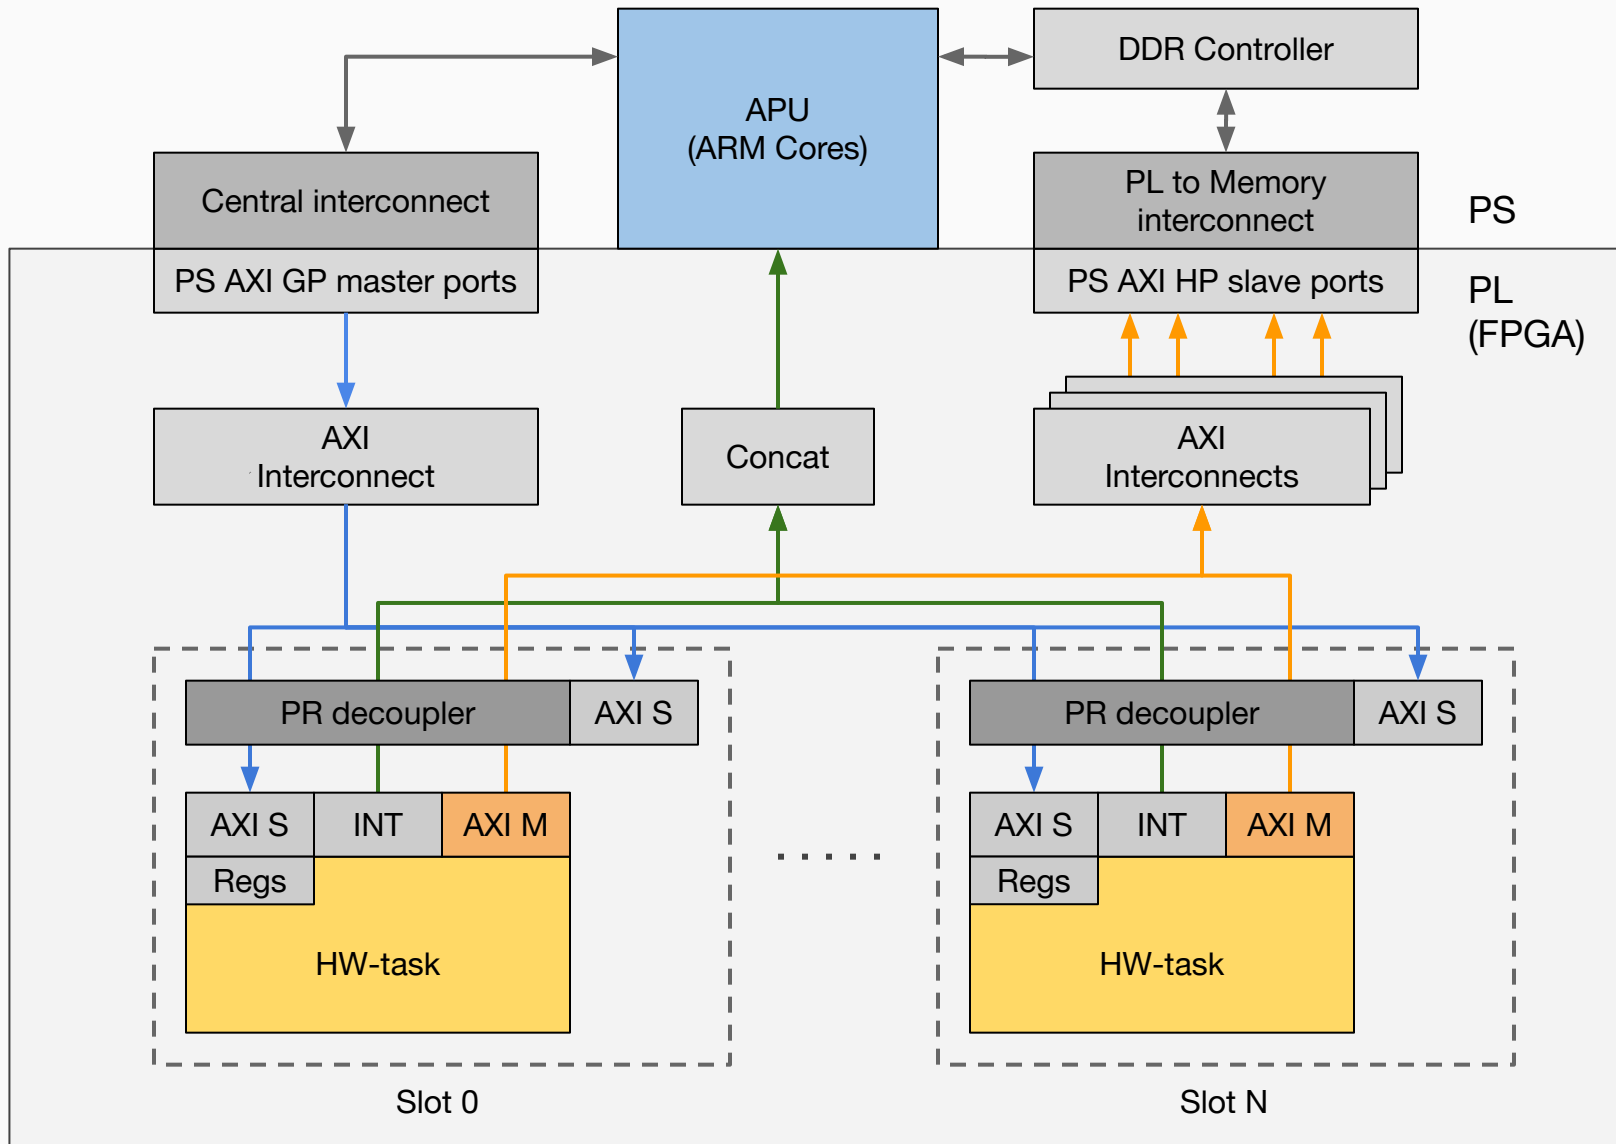 APU
(ARM Cores)
DDR Controller
Central interconnect
PL to Memory
interconnect
PS
PS AXI GP master ports
PS AXI HP slave ports
PL
(FPGA)
AXI
Interconnect
Concat
AXI
Interconnects
PR decoupler
AXI S
PR decoupler
AXI S
AXI S
INT
AXI M
AXI S
INT
AXI M
.....
Regs
Regs
HW-task
HW-task
Slot 0
Slot N